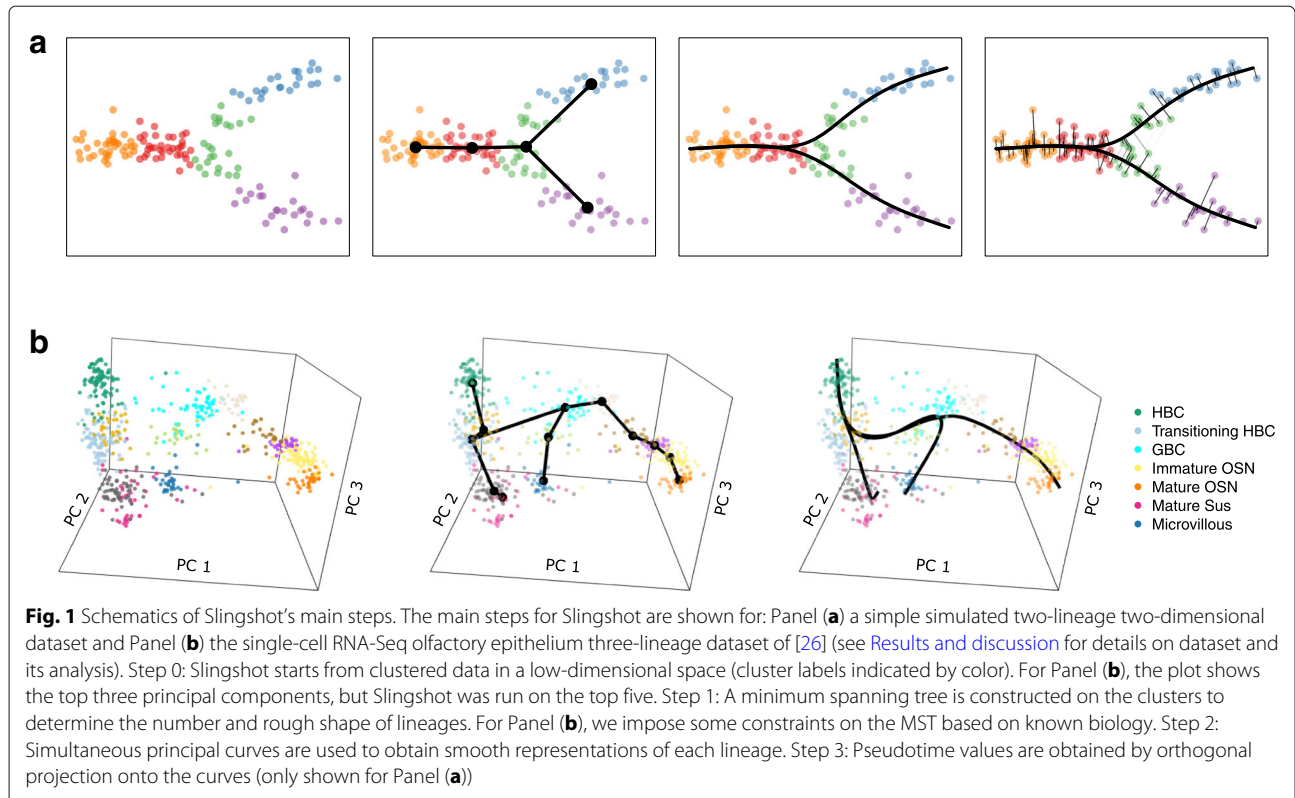 a
b
PC 2
PC 1
PC 3
PC 2
PC 1
PC 3
PC 2
PC 1
PC 3
HBC
Transitioning HBC
GBC
Immature OSN
Mature OSN
Mature Sus
Microvillous
Fig. 1 Schematics of Slingshot’s main steps. The main steps for Slingshot are shown for: Panel (a) a simple simulated two-lineage two-dimensional
dataset and Panel (b) the single-cell RNA-Seq olfactory epithelium three-lineage dataset of [26] (see Results and discussion for details on dataset and
its analysis). Step 0: Slingshot starts from clustered data in a low-dimensional space (cluster labels indicated by color). For Panel (b), the plot shows
the top three principal components, but Slingshot was run on the top five. Step 1: A minimum spanning tree is constructed on the clusters to
determine the number and rough shape of lineages. For Panel (b), we impose some constraints on the MST based on known biology. Step 2:
Simultaneous principal curves are used to obtain smooth representations of each lineage. Step 3: Pseudotime values are obtained by orthogonal
projection onto the curves (only shown for Panel (a))